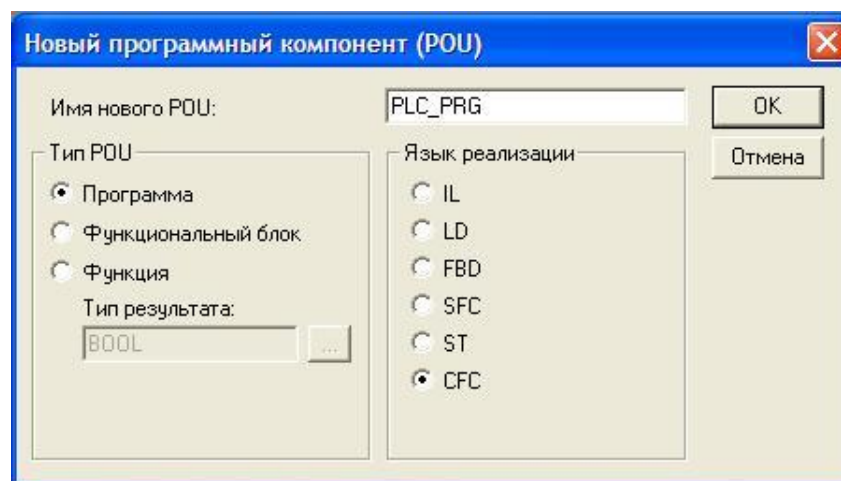 Новый программный компонент (POU)
Имя нового POU:
PLC_PRG
OK
Отмена
Тип POU
Программа
Функциональный блок
Функция
Тип результата:
BOOL
...
Язык реализации
IL
LD
FBD
SFC
ST
CFC